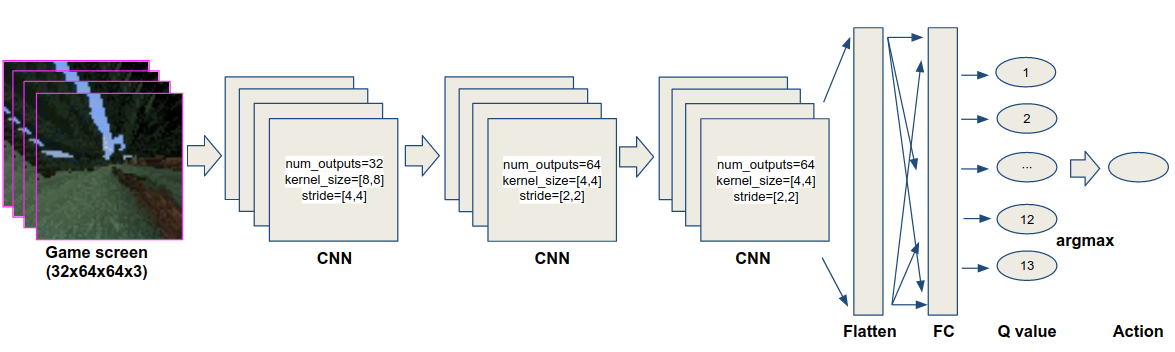 Game screen
(32x64x64x3)
num_outputs=32
kernel_size=[8,8]
stride=[4,4]
CNN
num_outputs=64
kernel_size=[4,4]
stride=[2,2]
CNN
num_outputs=64
kernel_size=[4,4]
stride=[2,2]
CNN
Flatten
FC
1
2
...
12
13
Q value
argmax
Action